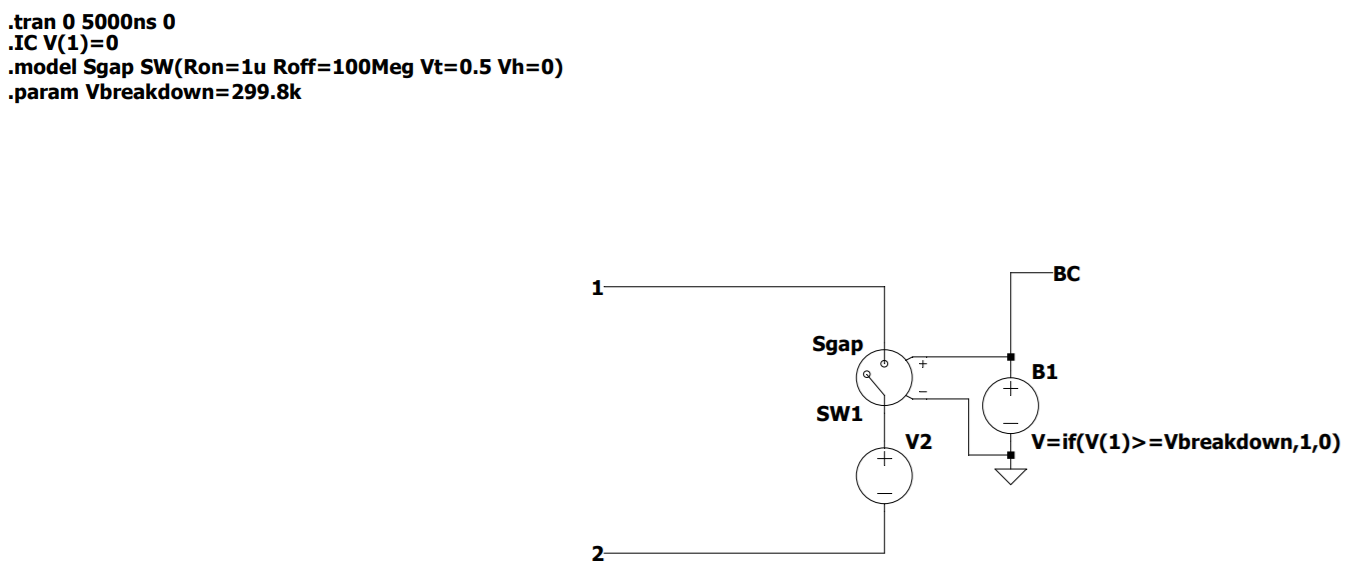 .tran 0 5000ns 0
.IC V(1)=0
.model Sgap SW(Ron=1u Roff=100Meg Vt=0.5 Vh=0)
.param Vbreakdown=299.8k
BC
1
Sgap
+
B1
+
−
SW1
V2
−
V=if(V(1)>=Vbreakdown,1,0)
+
−
2